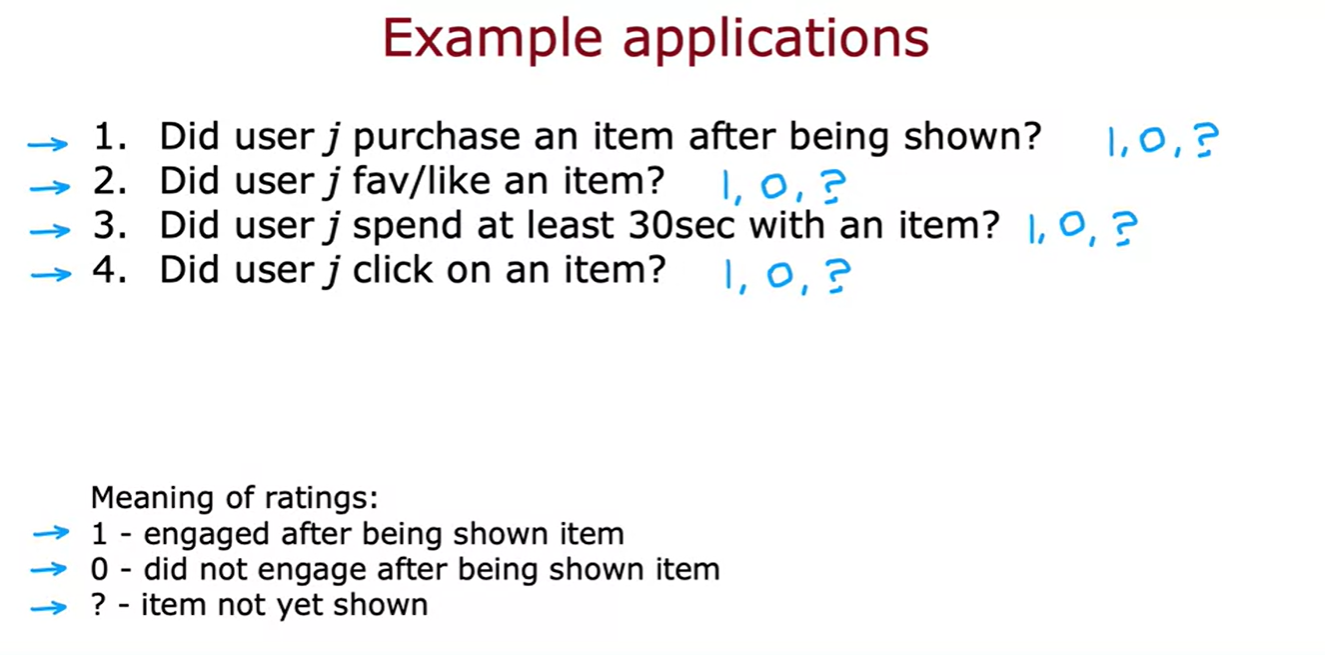 Example applications
→ 1. Did user j purchase an item after being shown? 1, 0, ?
→ 2. Did user j fav/like an item? 1, 0, ?
→ 3. Did user j spend at least 30sec with an item? 1, 0, ?
→ 4. Did user j click on an item? 1, 0, ?
Meaning of ratings:
→ 1 - engaged after being shown item
→ 0 - did not engage after being shown item
→ ? - item not yet shown